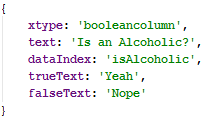 {
    xtype: 'booleancolumn',
    text: 'Is an Alcoholic?',
    dataIndex: 'isAlcoholic',
    trueText: 'Yeah',
    falseText: 'Nope'
}